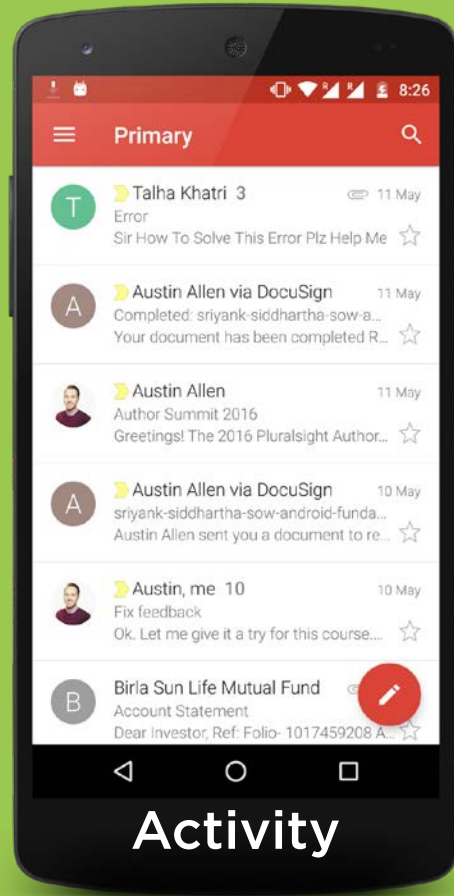 8:26
Primary
T
Talha Khatri 3
11 May
Error
Sir How To Solve This Error Plz Help Me
A
Austin Allen via DocuSign
11 May
Completed: sriyank-siddhartha-sow-a...
Your document has been completed R...
Austin Allen
11 May
Author Summit 2016
Greetings! The 2016 Pluralsight Author...
A
Austin Allen via DocuSign
10 May
sriyank-siddhartha-sow-android-funda...
Austin Allen sent you a document to re...
Austin, me 10
10 May
Fix feedback
Ok. Let me give it a try for this course....
B
Birla Sun Life Mutual Fund
Account Statement
Dear Investor, Ref: Folio- 1017459208 A...
Activity